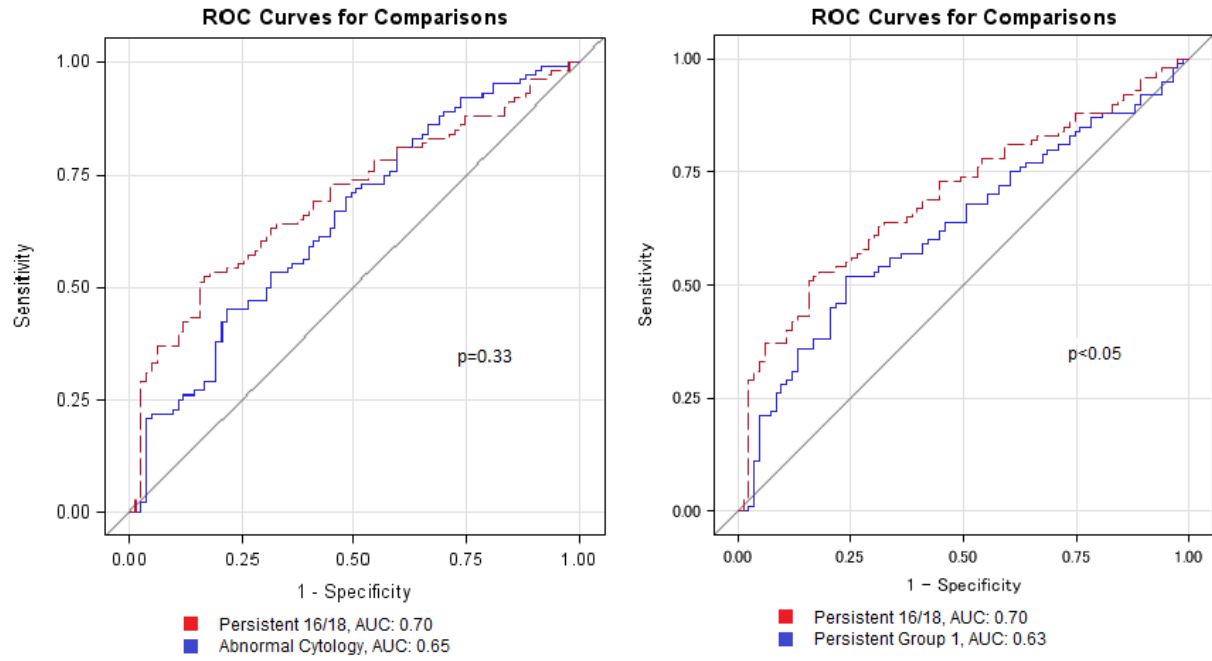 ROC Curves for Comparisons
1.00
0.75
0.50
0.25
0.00
Sensitivity
p=0.33
0.00 0.25 0.50 0.75 1.00
1 - Specificity
Persistent 16/18, AUC: 0.70
Abnormal Cytology, AUC: 0.65
ROC Curves for Comparisons
1.00
0.75
0.50
0.25
0.00
Sensitivity
p<0.05
0.00 0.25 0.50 0.75 1.00
1 - Specificity
Persistent 16/18, AUC: 0.70
Persistent Group 1, AUC: 0.63